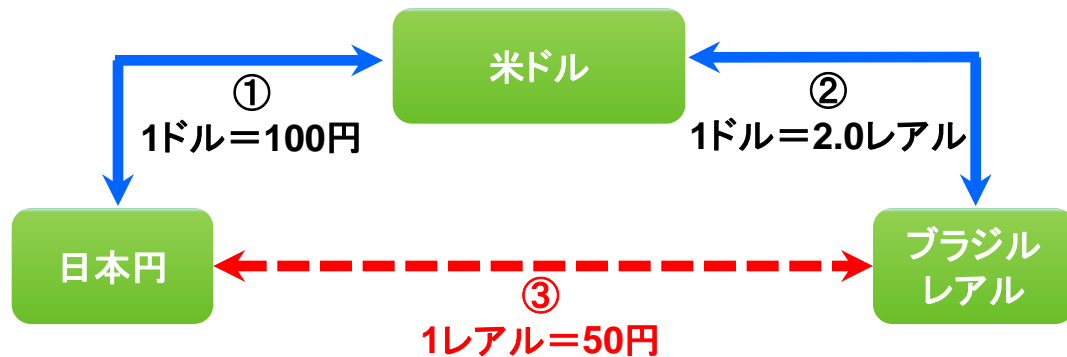 米ドル
①
1ドル＝100円
②
1ドル＝2.0レアル
日本円
ブラジル
レアル
③
1レアル＝50円